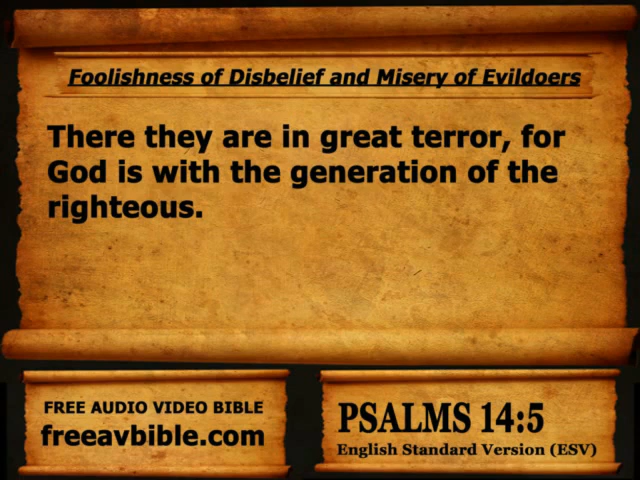 Foolishness of Disbelief and Misery of Evildoers
There they are in great terror, for
God is with the generation of the
righteous.
FREE AUDIO VIDEO BIBLE
freeavbible.com
PSALMS 14:5
English Standard Version (ESV)